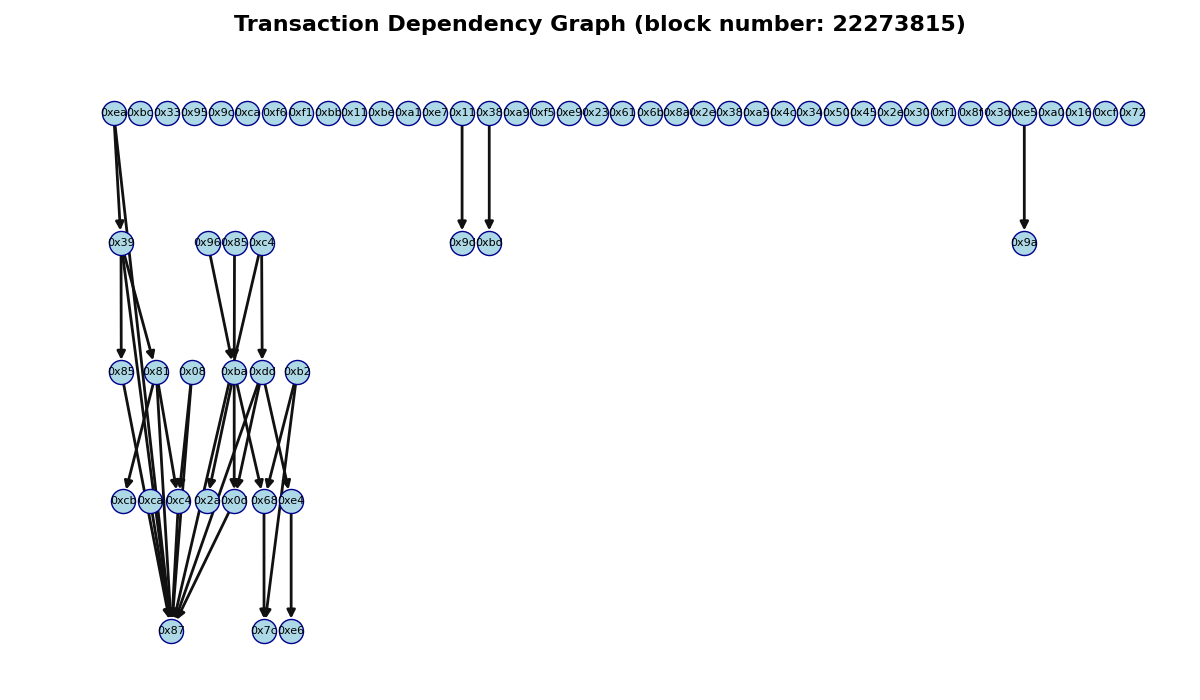 Transaction Dependency Graph (block number: 22273815)
0xea 0xbc 0x33 0x95 0x9c 0xca 0xf6 0xf1 0xbb 0x11 0xbe 0xa1 0xe7 0x11 0x38 0xa9 0xf5 0xe9 0x23 0x61 0x6b 0x8a 0x2e 0x38 0xa5 0x4c 0x34 0x50 0x45 0x2e 0x30 0xf1 0x8f 0x3d 0xe5 0xa0 0x16 0xcf 0x72
0x39 0x96 0x85 0xc4 0x9d 0xbd 0x9a
0x85 0x81 0x08 0xba 0xdd 0xb2
0xcb 0xca 0xc4 0x2a 0x0d 0x68 0xe4
0x87 0x7c 0xe6